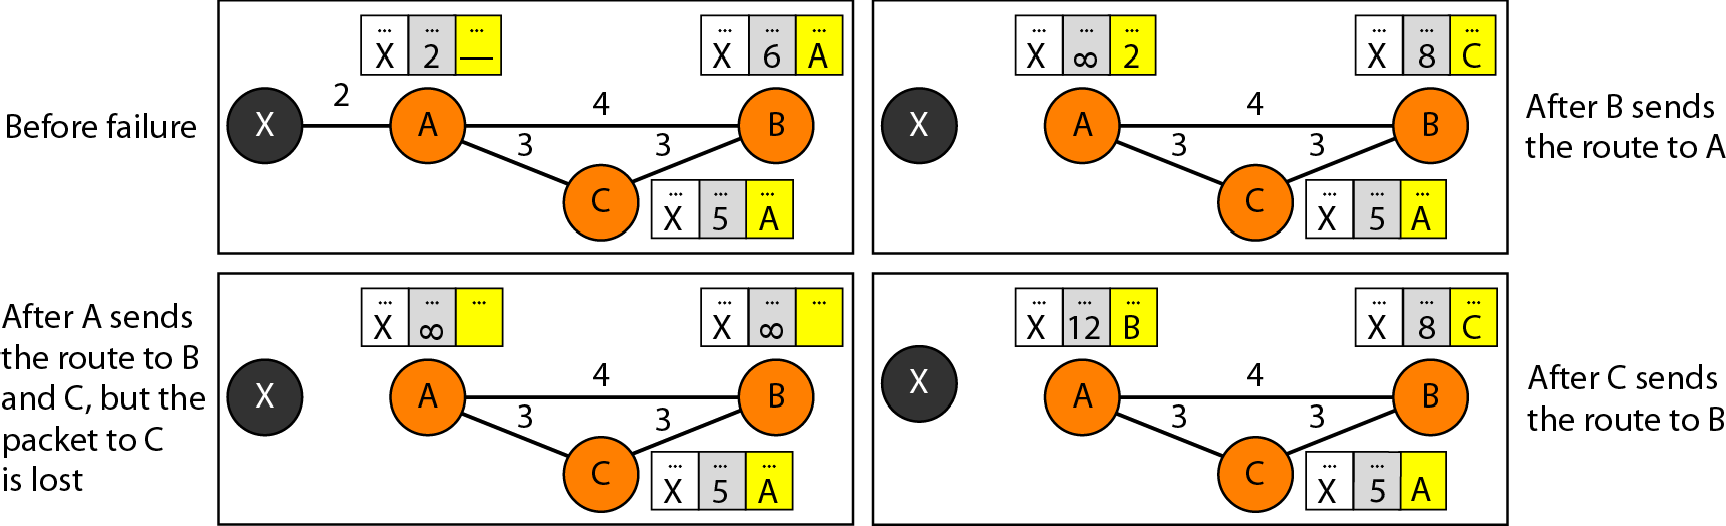 Before failure
... ... ...
X 2 —
... ... ...
X 6 A
2
4
X A B
3 3
C
... ... ...
X 5 A
... ... ...
X ∞ 2
... ... ...
X 8 C
4
X A B
3 3
C
... ... ...
X 5 A
After B sends
the route to A
After A sends
the route to B
and C, but the
packet to C
is lost
... ... ...
X ∞
... ... ...
X ∞
4
X A B
3 3
C
... ... ...
X 5 A
... ... ...
X 12 B
... ... ...
X 8 C
4
X A B
3 3
C
... ...
X 5 A
After C sends
the route to B